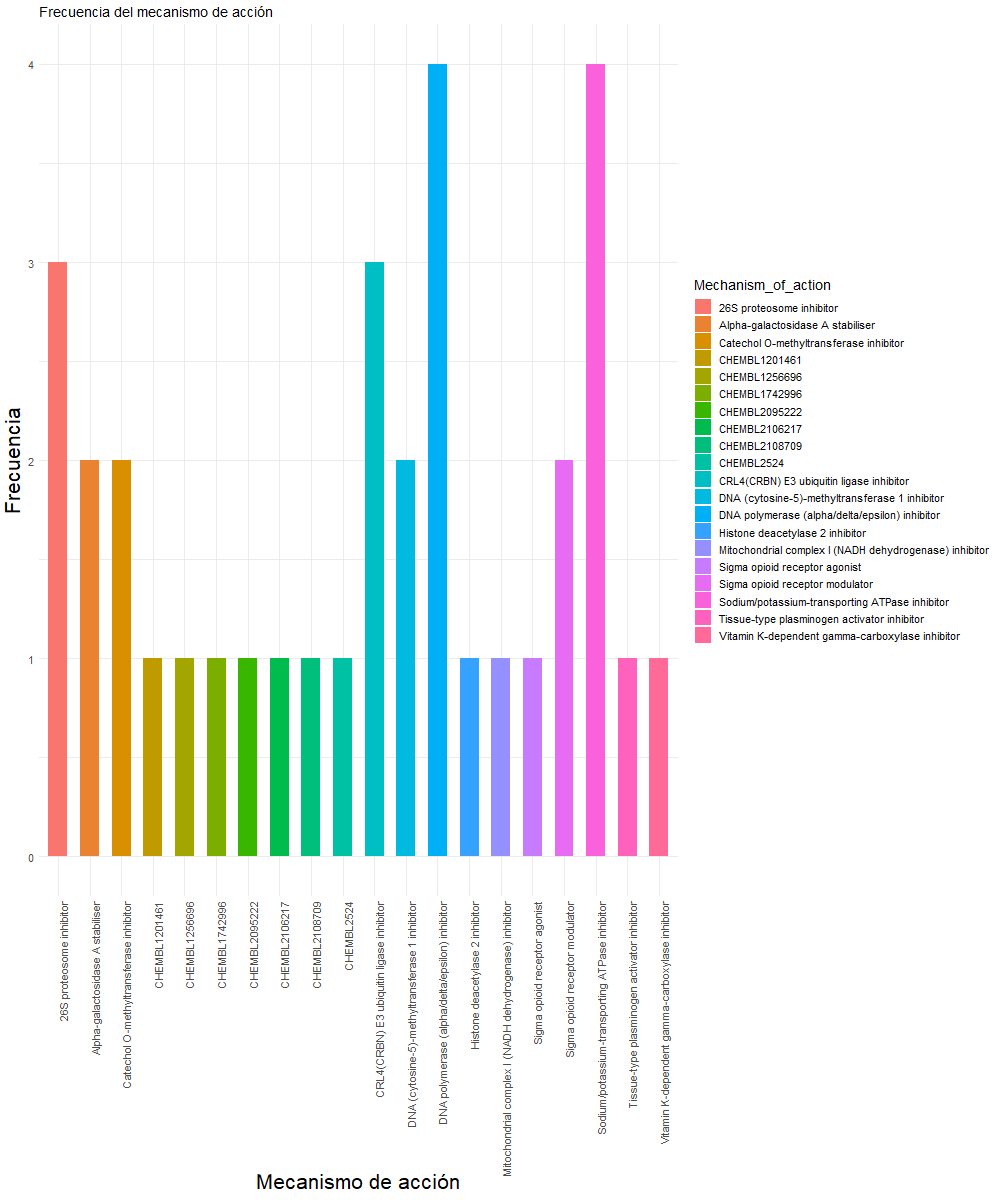 Frecuencia del mecanismo de acción
4
3
2
1
0
Frecuencia
26S proteosome inhibitor
Alpha-galactosidase A stabiliser
Catechol O-methyltransferase inhibitor
CHEMBL1201461
CHEMBL1256696
CHEMBL1742996
CHEMBL2095222
CHEMBL2106217
CHEMBL2108709
CHEMBL2524
CRL4(CRBN) E3 ubiquitin ligase inhibitor
DNA (cytosine-5)-methyltransferase 1 inhibitor
DNA polymerase (alpha/delta/epsilon) inhibitor
Histone deacetylase 2 inhibitor
Mitochondrial complex I (NADH dehydrogenase) inhibitor
Sigma opioid receptor agonist
Sigma opioid receptor modulator
Sodium/potassium-transporting ATPase inhibitor
Tissue-type plasminogen activator inhibitor
Vitamin K-dependent gamma-carboxylase inhibitor
Mecanismo de acción
Mechanism_of_action
26S proteosome inhibitor
Alpha-galactosidase A stabiliser
Catechol O-methyltransferase inhibitor
CHEMBL1201461
CHEMBL1256696
CHEMBL1742996
CHEMBL2095222
CHEMBL2106217
CHEMBL2108709
CHEMBL2524
CRL4(CRBN) E3 ubiquitin ligase inhibitor
DNA (cytosine-5)-methyltransferase 1 inhibitor
DNA polymerase (alpha/delta/epsilon) inhibitor
Histone deacetylase 2 inhibitor
Mitochondrial complex I (NADH dehydrogenase) inhibitor
Sigma opioid receptor agonist
Sigma opioid receptor modulator
Sodium/potassium-transporting ATPase inhibitor
Tissue-type plasminogen activator inhibitor
Vitamin K-dependent gamma-carboxylase inhibitor